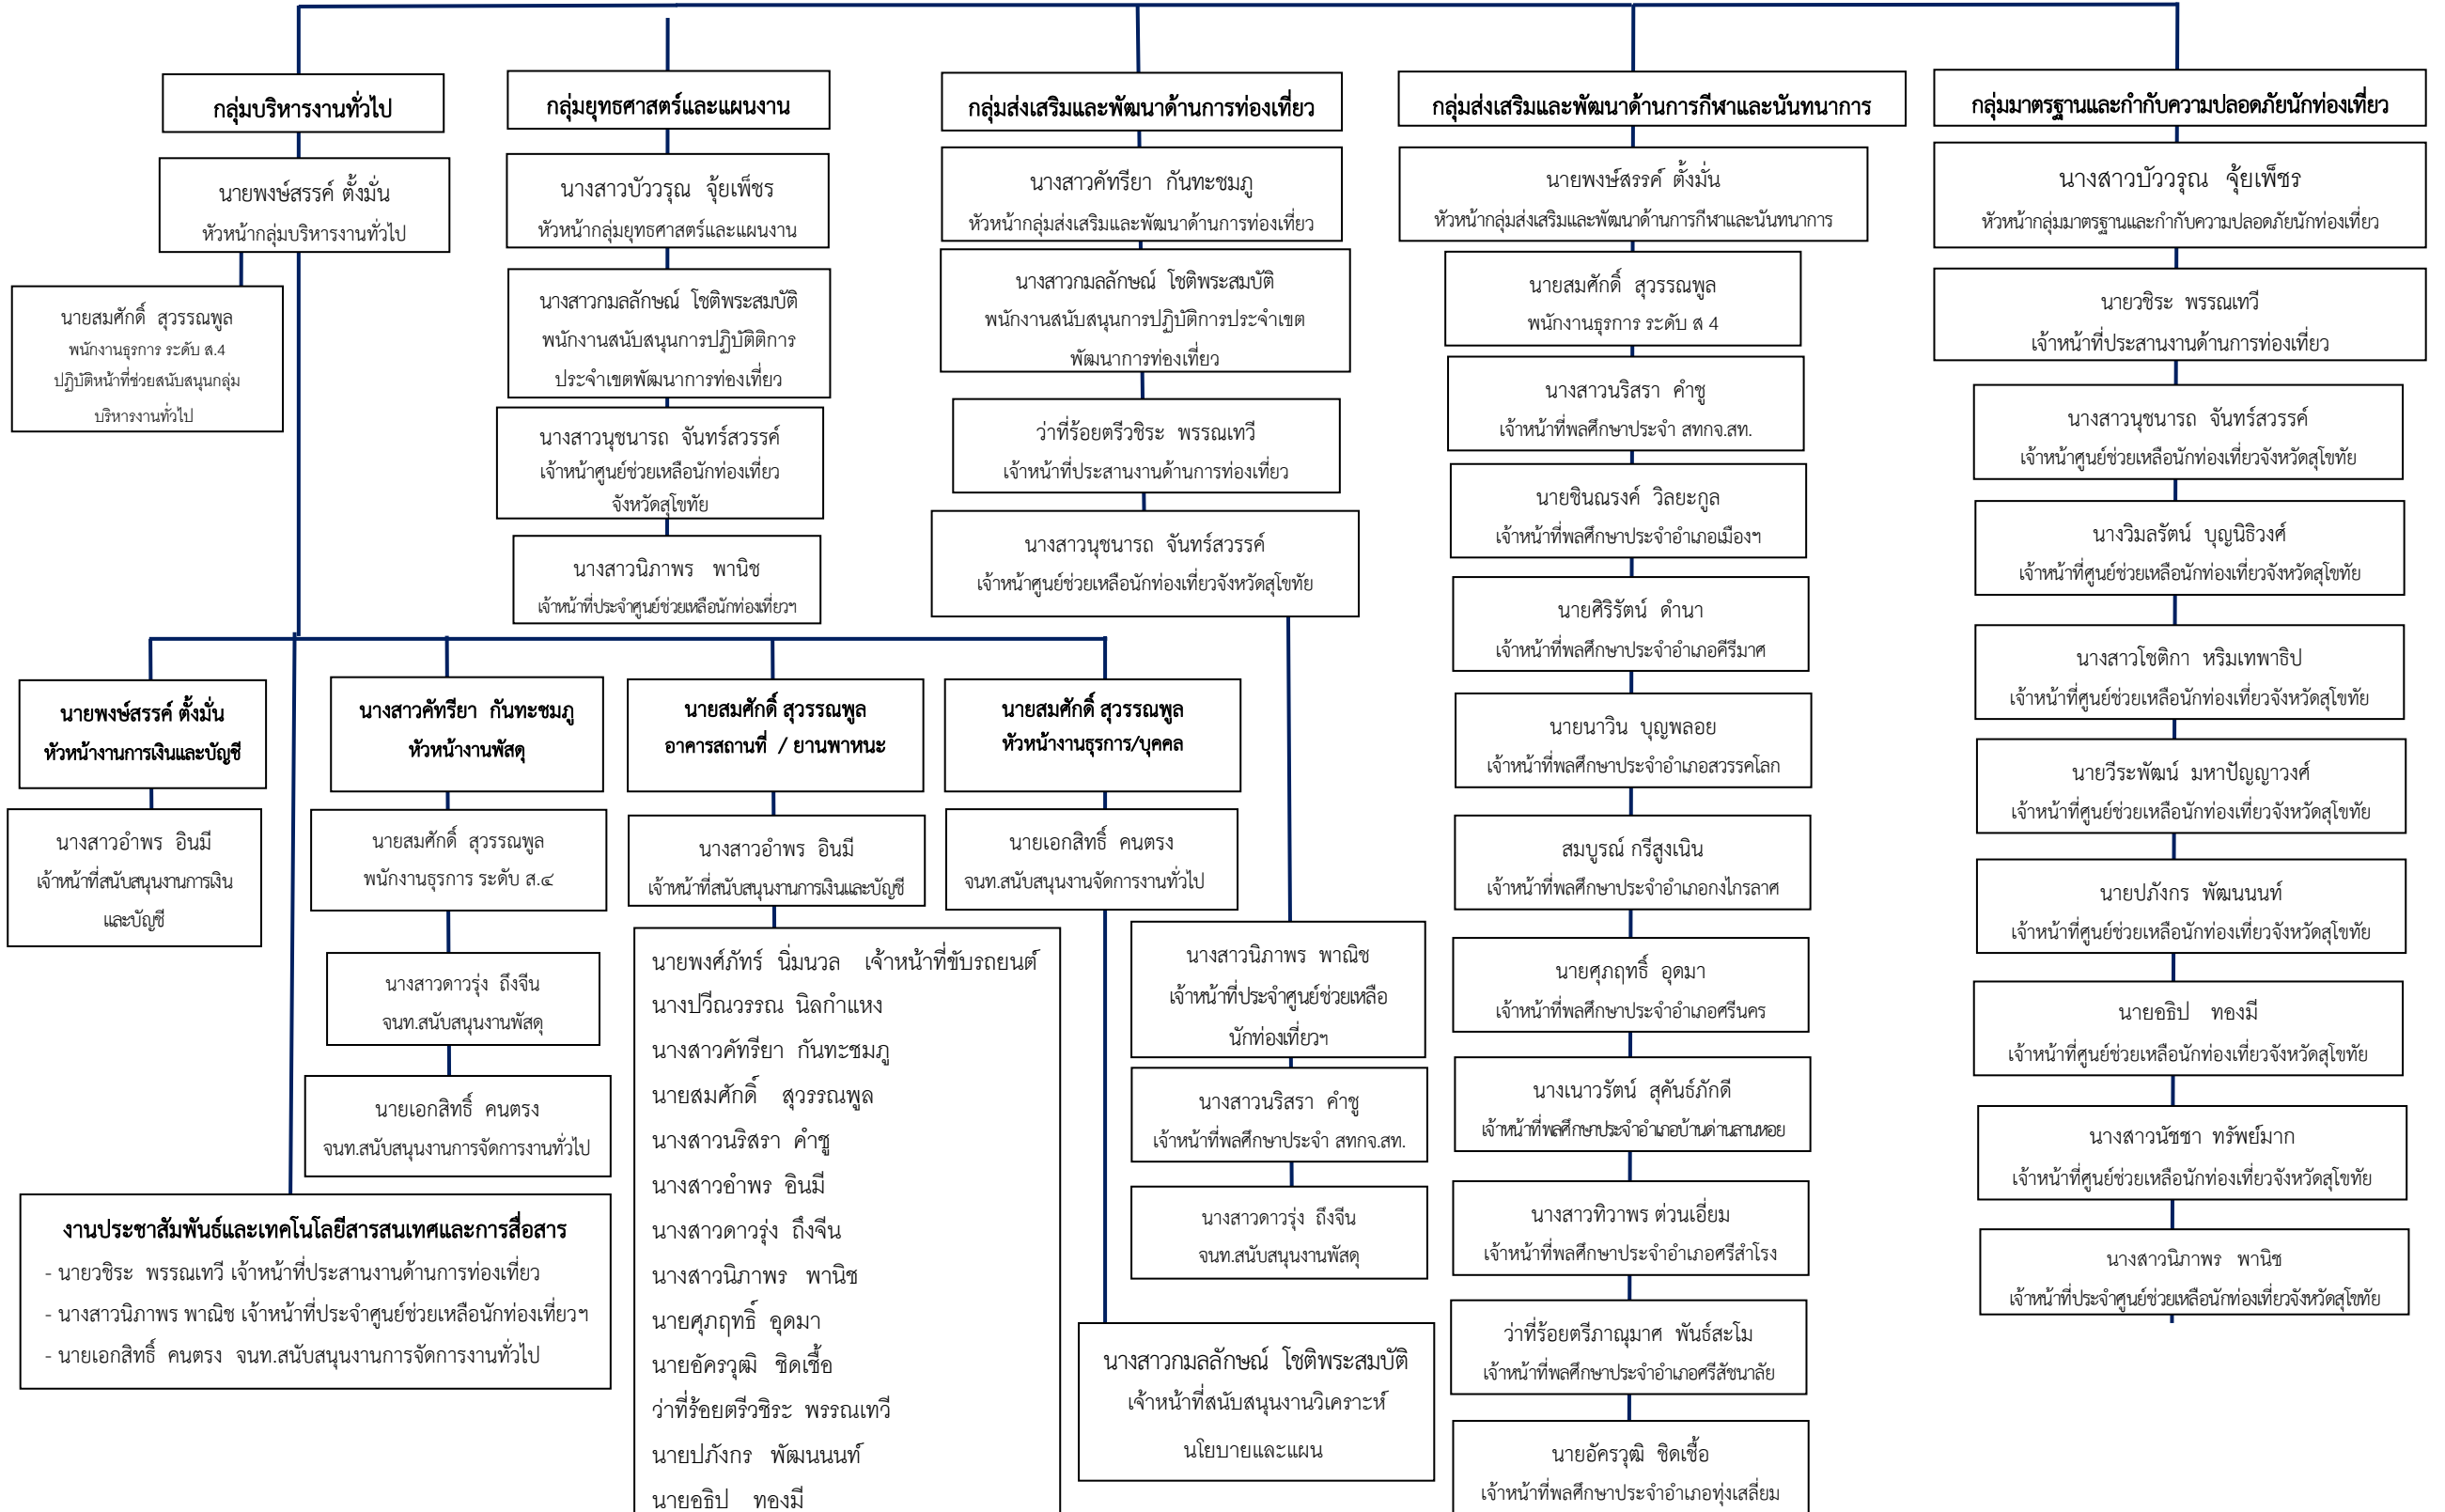 กลุ่มบริหารงานทั่วไป
นายพงษ์สรรค์ ตั้งมั่น
หัวหน้ากลุ่มบริหารงานทั่วไป
นายสมศักดิ์ สุวรรณพูล
พนักงานธุรการ ระดับ ส.4
ปฏิบัติหน้าที่ช่วยสนับสนุนกลุ่ม
บริหารงานทั่วไป
กลุ่มยุทธศาสตร์และแผนงาน
นางสาวบัววรุณ จุ้ยเพ็ชร
หัวหน้ากลุ่มยุทธศาสตร์และแผนงาน
นางสาวกมลลักษณ์ โชติพระสมบัติ
พนักงานสนับสนุนการปฏิบัติติการ
ประจำเขตพัฒนาการท่องเที่ยว
นางสาวนุชนารถ จันทร์สวรรค์
เจ้าหน้าศูนย์ช่วยเหลือนักท่องเที่ยว
จังหวัดสุโขทัย
นางสาวนิภาพร พานิช
เจ้าหน้าที่ประจำศูนย์ช่วยเหลือนักท่องเที่ยวฯ
กลุ่มส่งเสริมและพัฒนาด้านการท่องเที่ยว
นางสาวคัทรียา กันทะชมภู
หัวหน้ากลุ่มส่งเสริมและพัฒนาด้านการท่องเที่ยว
นางสาวกมลลักษณ์ โชติพระสมบัติ
พนักงานสนับสนุนการปฏิบัติการประจำเขต
พัฒนาการท่องเที่ยว
ว่าที่ร้อยตรีวชิระ พรรณเทวี
เจ้าหน้าที่ประสานงานด้านการท่องเที่ยว
นางสาวนุชนารถ จันทร์สวรรค์
เจ้าหน้าศูนย์ช่วยเหลือนักท่องเที่ยวจังหวัดสุโขทัย
นางสาวนิภาพร พาณิช
เจ้าหน้าที่ประจำศูนย์ช่วยเหลือ
นักท่องเที่ยวฯ
นางสาวนริสรา คำชู
เจ้าหน้าที่พลศึกษาประจำ สทกจ.สท.
นางสาวดาวรุ่ง ถึงจีน
จนท.สนับสนุนงานพัสดุ
กลุ่มส่งเสริมและพัฒนาด้านการกีฬาและนันทนาการ
นายพงษ์สรรค์ ตั้งมั่น
หัวหน้ากลุ่มส่งเสริมและพัฒนาด้านการกีฬาและนันทนาการ
นายสมศักดิ์ สุวรรณพูล
พนักงานธุรการ ระดับ ส 4
นางสาวนริสรา คำชู
เจ้าหน้าที่พลศึกษาประจำ สทกจ.สท.
นายชินณรงค์ วิลยะกูล
เจ้าหน้าที่พลศึกษาประจำอำเภอเมืองฯ
นายศิริรัตน์ ดำนา
เจ้าหน้าที่พลศึกษาประจำอำเภอคีรีมาศ
นายนาวิน บุญพลอย
เจ้าหน้าที่พลศึกษาประจำอำเภอสวรรคโลก
สมบูรณ์ กรีสูงเนิน
เจ้าหน้าที่พลศึกษาประจำอำเภอกงไกรลาศ
นายศุภฤทธิ์ อุดมา
เจ้าหน้าที่พลศึกษาประจำอำเภอศรีนคร
นางเนาวรัตน์ สุคันธ์ภักดี
เจ้าหน้าที่พลศึกษาประจำอำเภอบ้านด่านลานหอย
นางสาวทิวาพร ต่วนเอี่ยม
เจ้าหน้าที่พลศึกษาประจำอำเภอศรีสำโรง
ว่าที่ร้อยตรีภาณุมาศ พันธ์สะโม
เจ้าหน้าที่พลศึกษาประจำอำเภอศรีสัชนาลัย
นายอัครวุฒิ ชิดเชื้อ
เจ้าหน้าที่พลศึกษาประจำอำเภอทุ่งเสลี่ยม
กลุ่มมาตรฐานและกำกับความปลอดภัยนักท่องเที่ยว
นางสาวบัววรุณ จุ้ยเพ็ชร
หัวหน้ากลุ่มมาตรฐานและกำกับความปลอดภัยนักท่องเที่ยว
นายวชิระ พรรณเทวี
เจ้าหน้าที่ประสานงานด้านการท่องเที่ยว
นางสาวนุชนารถ จันทร์สวรรค์
เจ้าหน้าศูนย์ช่วยเหลือนักท่องเที่ยวจังหวัดสุโขทัย
นางวิมลรัตน์ บุญนิธิวงศ์
เจ้าหน้าที่ศูนย์ช่วยเหลือนักท่องเที่ยวจังหวัดสุโขทัย
นางสาวโชติกา หริมเทพาธิป
เจ้าหน้าที่ศูนย์ช่วยเหลือนักท่องเที่ยวจังหวัดสุโขทัย
นายวีระพัฒน์ มหาปัญญาวงศ์
เจ้าหน้าที่ศูนย์ช่วยเหลือนักท่องเที่ยวจังหวัดสุโขทัย
นายปภังกร พัฒนนนท์
เจ้าหน้าที่ศูนย์ช่วยเหลือนักท่องเที่ยวจังหวัดสุโขทัย
นายอธิป ทองมี
เจ้าหน้าที่ศูนย์ช่วยเหลือนักท่องเที่ยวจังหวัดสุโขทัย
นางสาวนัชชา ทรัพย์มาก
เจ้าหน้าที่ศูนย์ช่วยเหลือนักท่องเที่ยวจังหวัดสุโขทัย
นางสาวนิภาพร พานิช
เจ้าหน้าที่ประจำศูนย์ช่วยเหลือนักท่องเที่ยวจังหวัดสุโขทัย
นายพงษ์สรรค์ ตั้งมั่น
หัวหน้างานการเงินและบัญชี
นางสาวอำพร อินมี
เจ้าหน้าที่สนับสนุนงานการเงิน
และบัญชี
นางสาวคัทรียา กันทะชมภู
หัวหน้างานพัสดุ
นายสมศักดิ์ สุวรรณพูล
พนักงานธุรการ ระดับ ส.๔
นางสาวดาวรุ่ง ถึงจีน
จนท.สนับสนุนงานพัสดุ
นายเอกสิทธิ์ คนตรง
จนท.สนับสนุนงานการจัดการงานทั่วไป
นายสมศักดิ์ สุวรรณพูล
อาคารสถานที่ / ยานพาหนะ
นางสาวอำพร อินมี
เจ้าหน้าที่สนับสนุนงานการเงินและบัญชี
นายพงศ์ภัทร์ นิ่มนวล เจ้าหน้าที่ขับรถยนต์
นางปวีณวรรณ นิลกำแหง
นางสาวคัทรียา กันทะชมภู
นายสมศักดิ์ สุวรรณพูล
นางสาวนริสรา คำชู
นางสาวอำพร อินมี
นางสาวดาวรุ่ง ถึงจีน
นางสาวนิภาพร พานิช
นายศุภฤทธิ์ อุดมา
นายอัครวุฒิ ชิดเชื้อ
ว่าที่ร้อยตรีวชิระ พรรณเทวี
นายปภังกร พัฒนนนท์
นายอธิป ทองมี
นายสมศักดิ์ สุวรรณพูล
หัวหน้างานธุรการ/บุคคล
นายเอกสิทธิ์ คนตรง
จนท.สนับสนุนงานจัดการงานทั่วไป
นางสาวกมลลักษณ์ โชติพระสมบัติ
เจ้าหน้าที่สนับสนุนงานวิเคราะห์
นโยบายและแผน
งานประชาสัมพันธ์และเทคโนโลยีสารสนเทศและการสื่อสาร
- นายวชิระ พรรณเทวี เจ้าหน้าที่ประสานงานด้านการท่องเที่ยว
- นางสาวนิภาพร พาณิช เจ้าหน้าที่ประจำศูนย์ช่วยเหลือนักท่องเที่ยวฯ
- นายเอกสิทธิ์ คนตรง จนท.สนับสนุนงานการจัดการงานทั่วไป